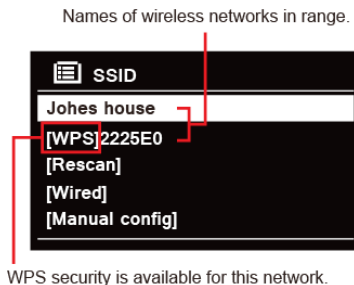 Names of wireless networks in range.
SSID
Johes house
[WPS]2225E0
[Rescan]
[Wired]
[Manual config]
WPS security is available for this network.